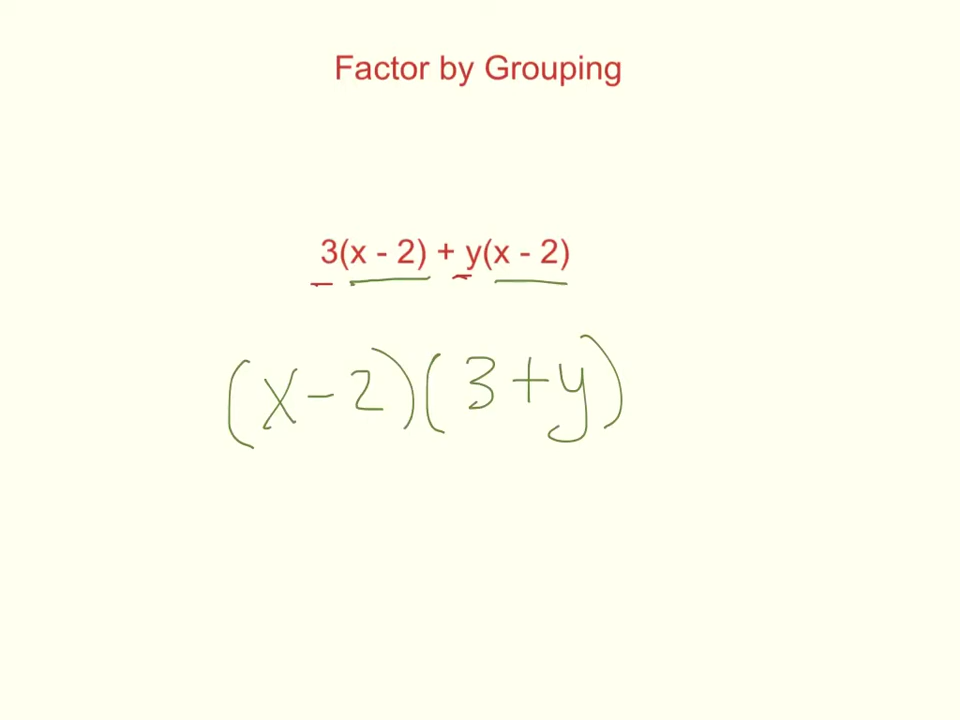 Factor by Grouping
3(x - 2) + y(x - 2)
(x-2)(3+y)